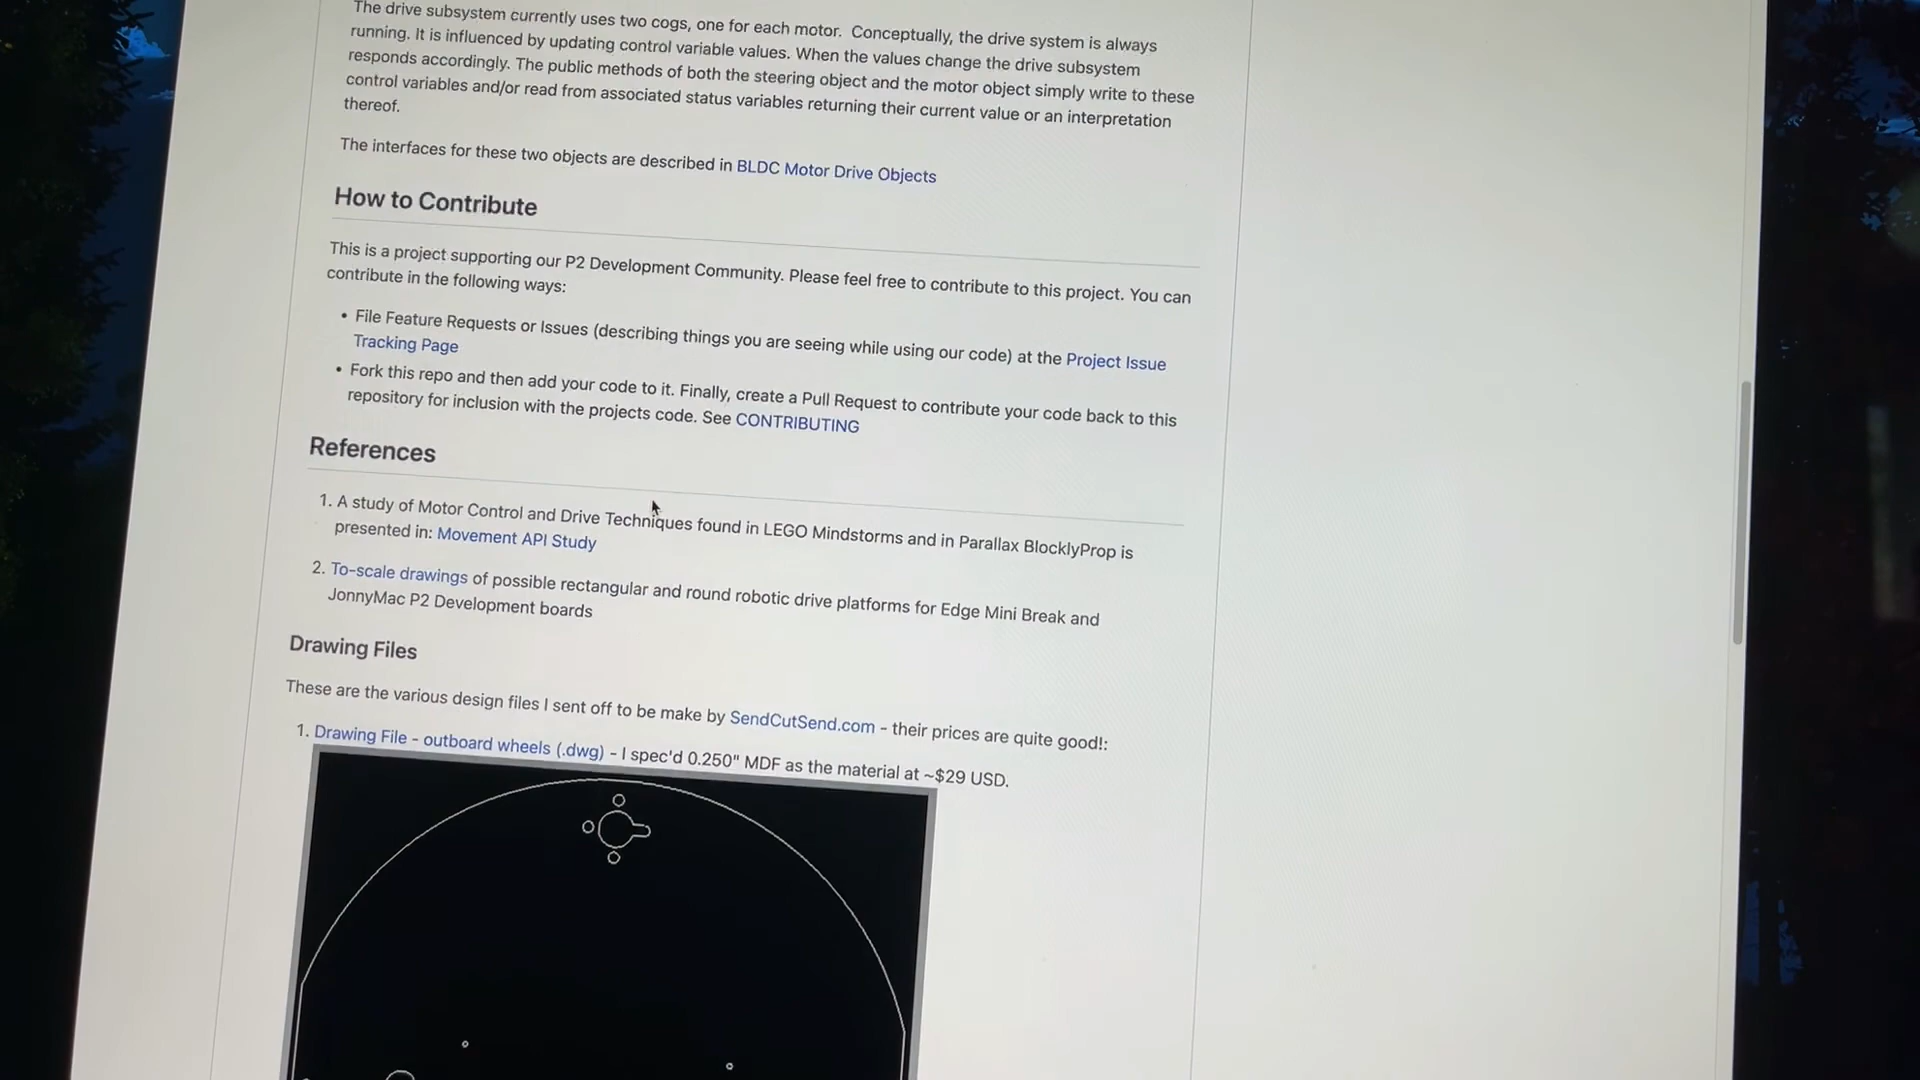 The drive subsystem currently uses two cogs, one for each motor. Conceptually, the drive system is always
running. It is influenced by updating control variable values. When the values change the drive subsystem
responds accordingly. The public methods of both the steering object and the motor object simply write to these
control variables and/or read from associated status variables returning their current value or an interpretation
thereof.
The interfaces for these two objects are described in BLDC Motor Drive Objects
How to Contribute
This is a project supporting our P2 Development Community. Please feel free to contribute to this project. You can
contribute in the following ways:
• File Feature Requests or Issues (describing things you are seeing while using our code) at the Project Issue
Tracking Page
• Fork this repo and then add your code to it. Finally, create a Pull Request to contribute your code back to this
repository for inclusion with the projects code. See CONTRIBUTING
References
1. A study of Motor Control and Drive Techniques found in LEGO Mindstorms and in Parallax BlocklyProp is
presented in: Movement API Study
2. To-scale drawings of possible rectangular and round robotic drive platforms for Edge Mini Break and
JonnyMac P2 Development boards
Drawing Files
These are the various design files I sent off to be make by SendCutSend.com - their prices are quite good!:
1. Drawing File - outboard wheels (.dwg) - I spec'd 0.250" MDF as the material at ~$29 USD.